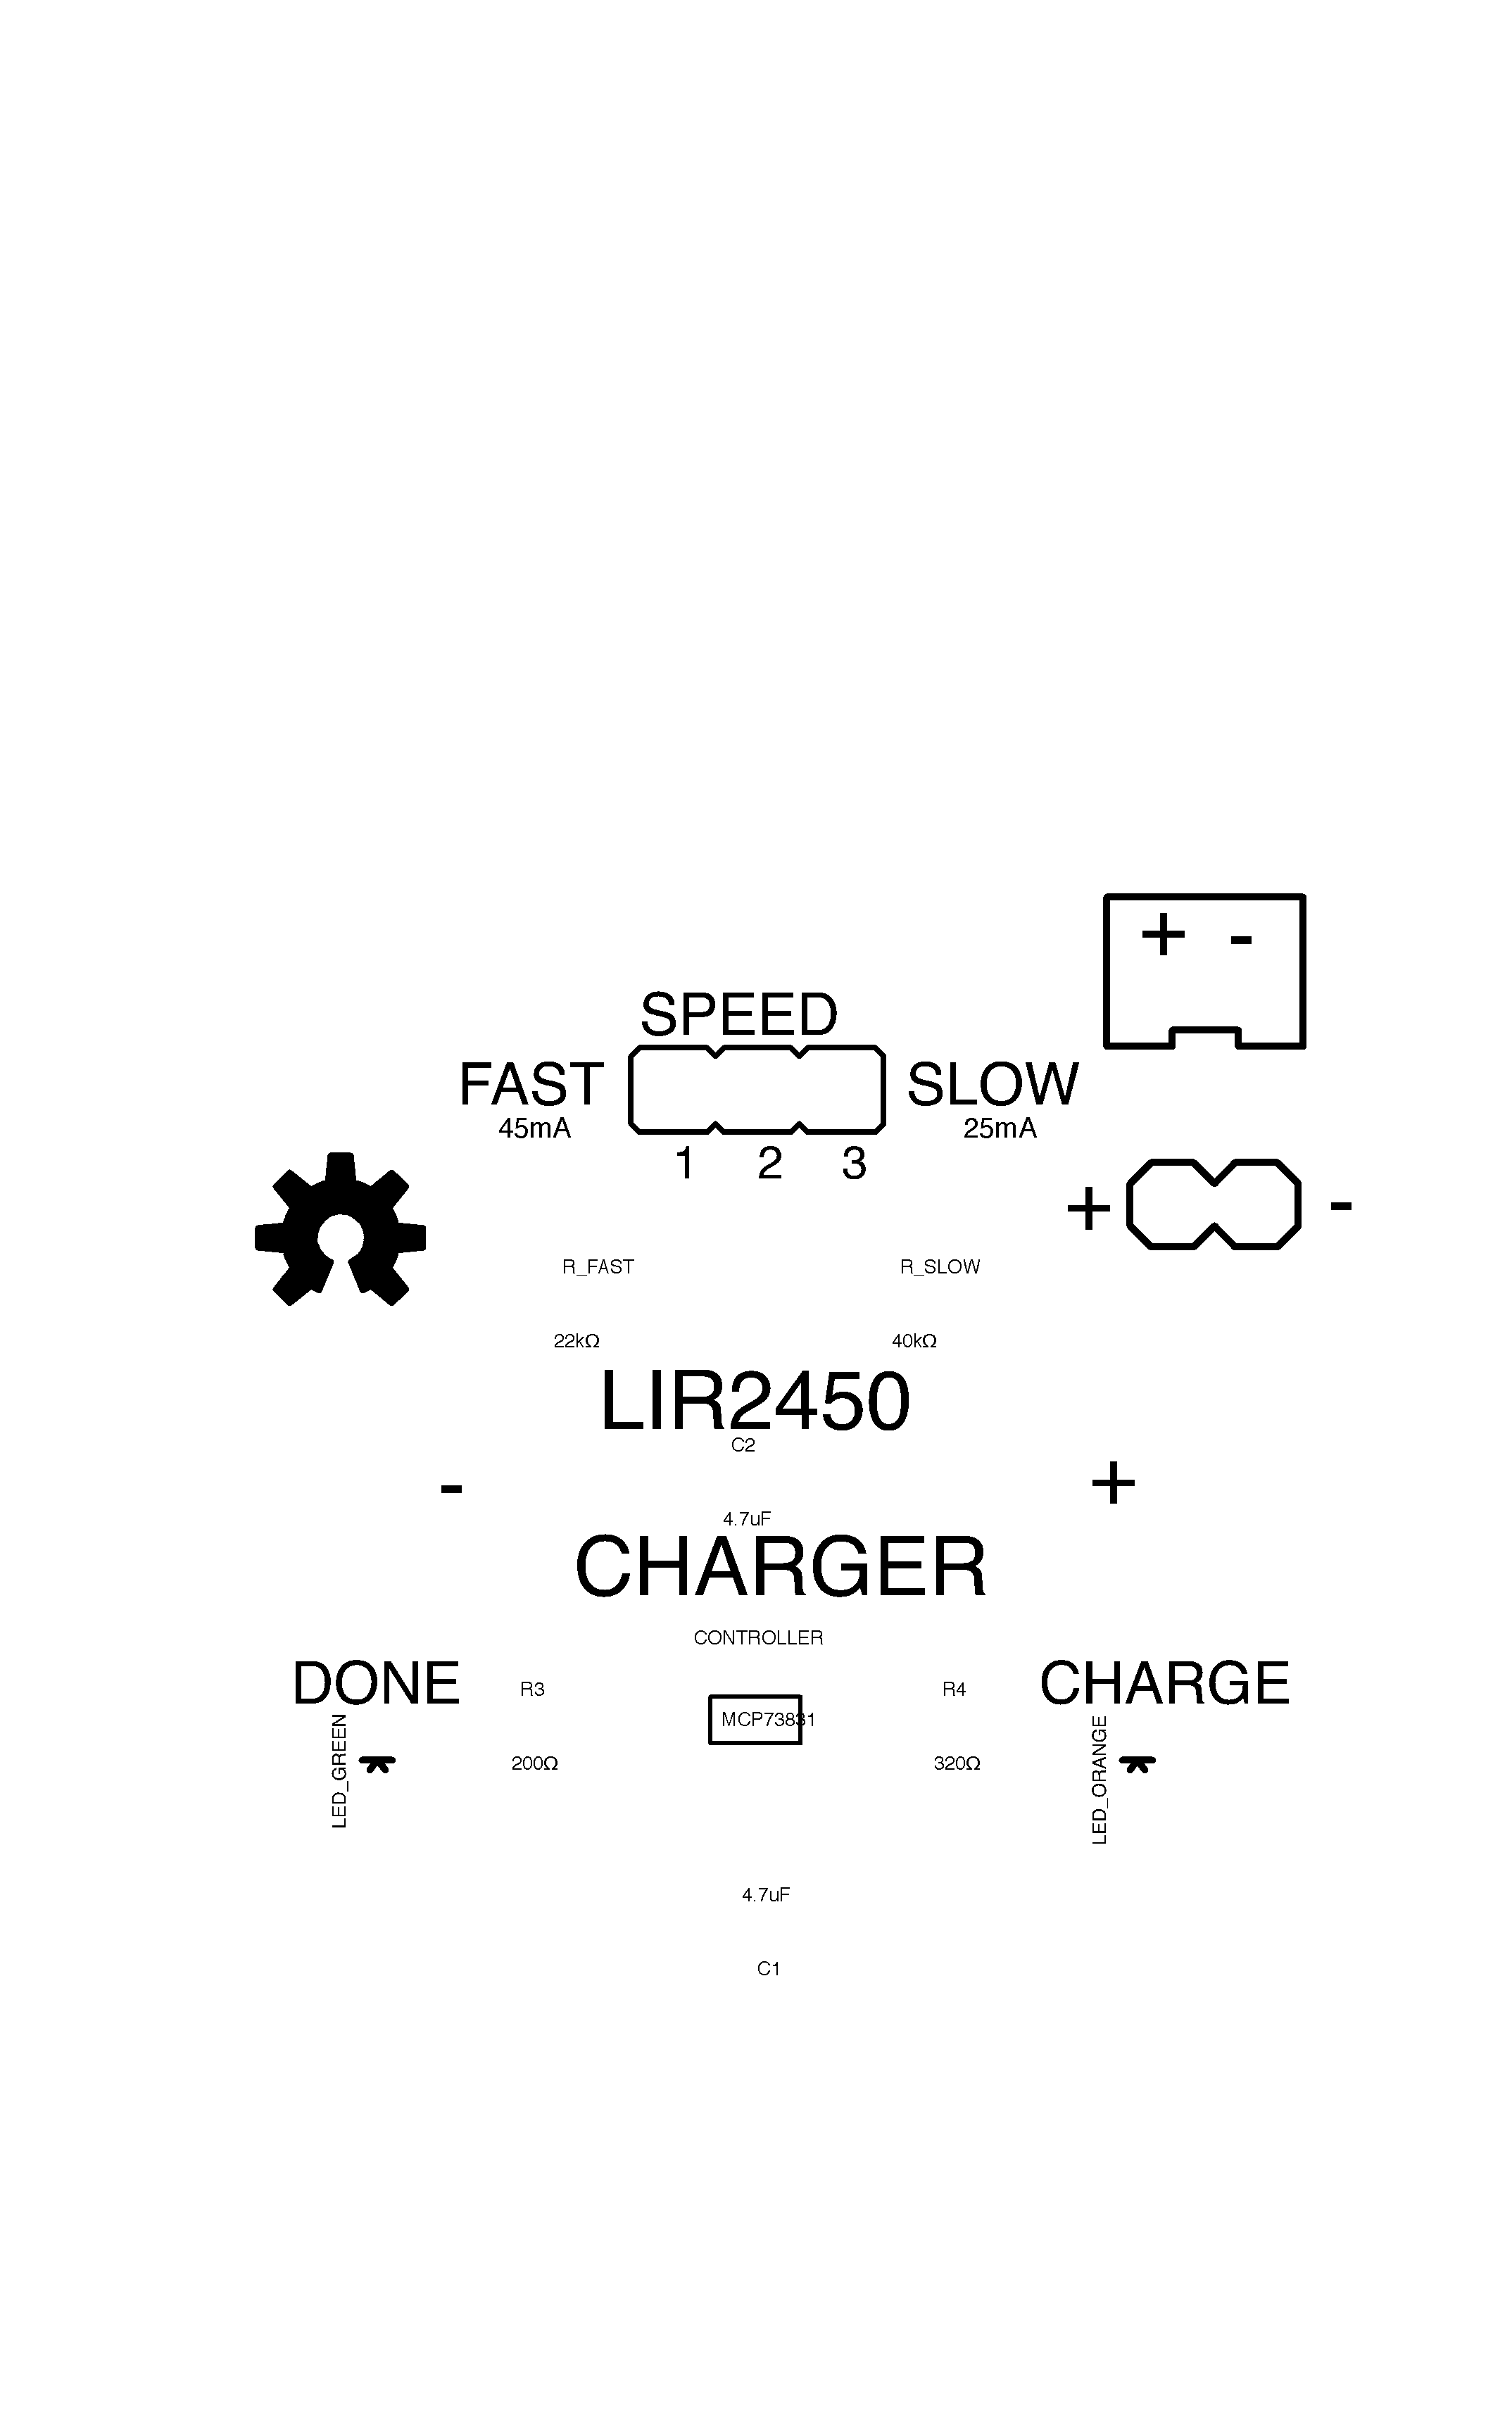 + -
SPEED
FAST SLOW
45mA 25mA
1 2 3
+ -
R_FAST R_SLOW
22kΩ 40kΩ
LIR2450
C2
- +
4.7uF
CHARGER
CONTROLLER
DONE R3 R4 CHARGE
MCP73831
LED_GREEN 200Ω 320Ω LED_ORANGE
4.7uF
C1